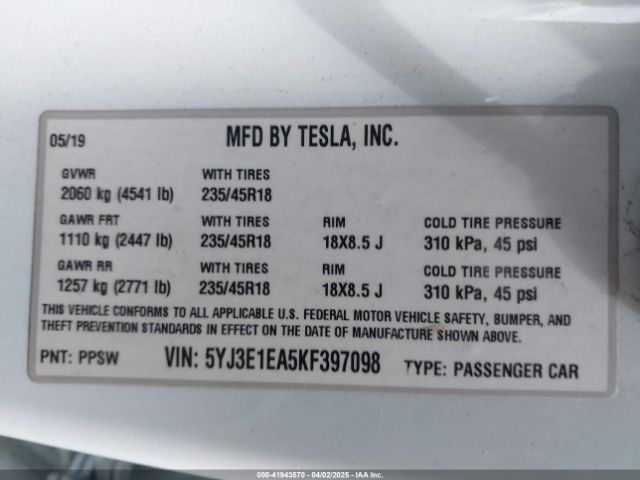 05/19 MFD BY TESLA, INC.
GVWR WITH TIRES
2060 kg (4541 lb) 235/45R18
GAWR FRT WITH TIRES RIM COLD TIRE PRESSURE
1110 kg (2447 lb) 235/45R18 18X8.5 J 310 kPa, 45 psi
GAWR RR WITH TIRES RIM COLD TIRE PRESSURE
1257 kg (2771 lb) 235/45R18 18X8.5 J 310 kPa, 45 psi
THIS VEHICLE CONFORMS TO ALL APPLICABLE U.S. FEDERAL MOTOR VEHICLE SAFETY, BUMPER, AND
THEFT PREVENTION STANDARDS IN EFFECT ON THE DATE OF MANUFACTURE SHOWN ABOVE.
PNT: PPSW VIN: 5YJ3E1EA5KF397098 TYPE: PASSENGER CAR
000-41943570 - 04/02/2025 - IAA Inc.